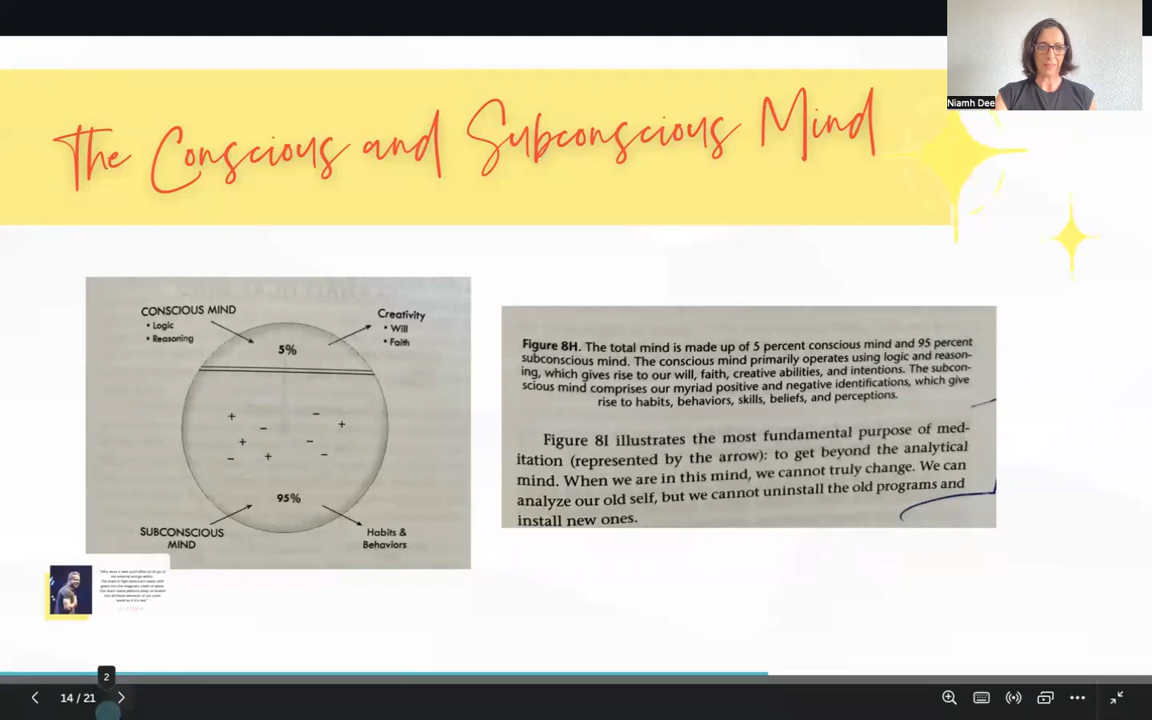 Niamh Dee
The Conscious and Subconscious Mind
CONSCIOUS MIND
• Logic
• Reasoning
Creativity
• Will
• Faith
5%
95%
SUBCONSCIOUS
MIND
Habits &
Behaviors
Figure 8H. The total mind is made up of 5 percent conscious mind and 95 percent
subconscious mind. The conscious mind primarily operates using logic and reason-
ing, which gives rise to our will, faith, creative abilities, and intentions. The subcon-
scious mind comprises our myriad positive and negative identifications, which give
rise to habits, behaviors, skills, beliefs, and perceptions.
Figure 8I illustrates the most fundamental purpose of med-
itation (represented by the arrow): to get beyond the analytical
mind. When we are in this mind, we cannot truly change. We can
analyze our old self, but we cannot uninstall the old programs and
install new ones.
2
14 / 21